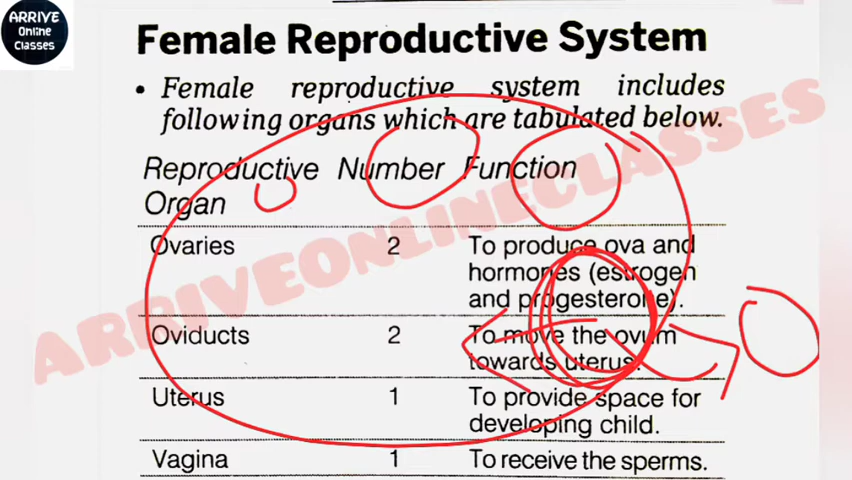 ARRIVE
Online
Classes
Female Reproductive System
• Female reproductive system includes
following organs which are tabulated below.
Reproductive Number Function
Organ
Ovaries 2 To produce ova and
hormones (estrogen
and progesterone).
Oviducts 2 To move the ovum
towards uterus.
Uterus 1 To provide space for
developing child.
Vagina 1 To receive the sperms.
ARRIVEONLINECLASSES